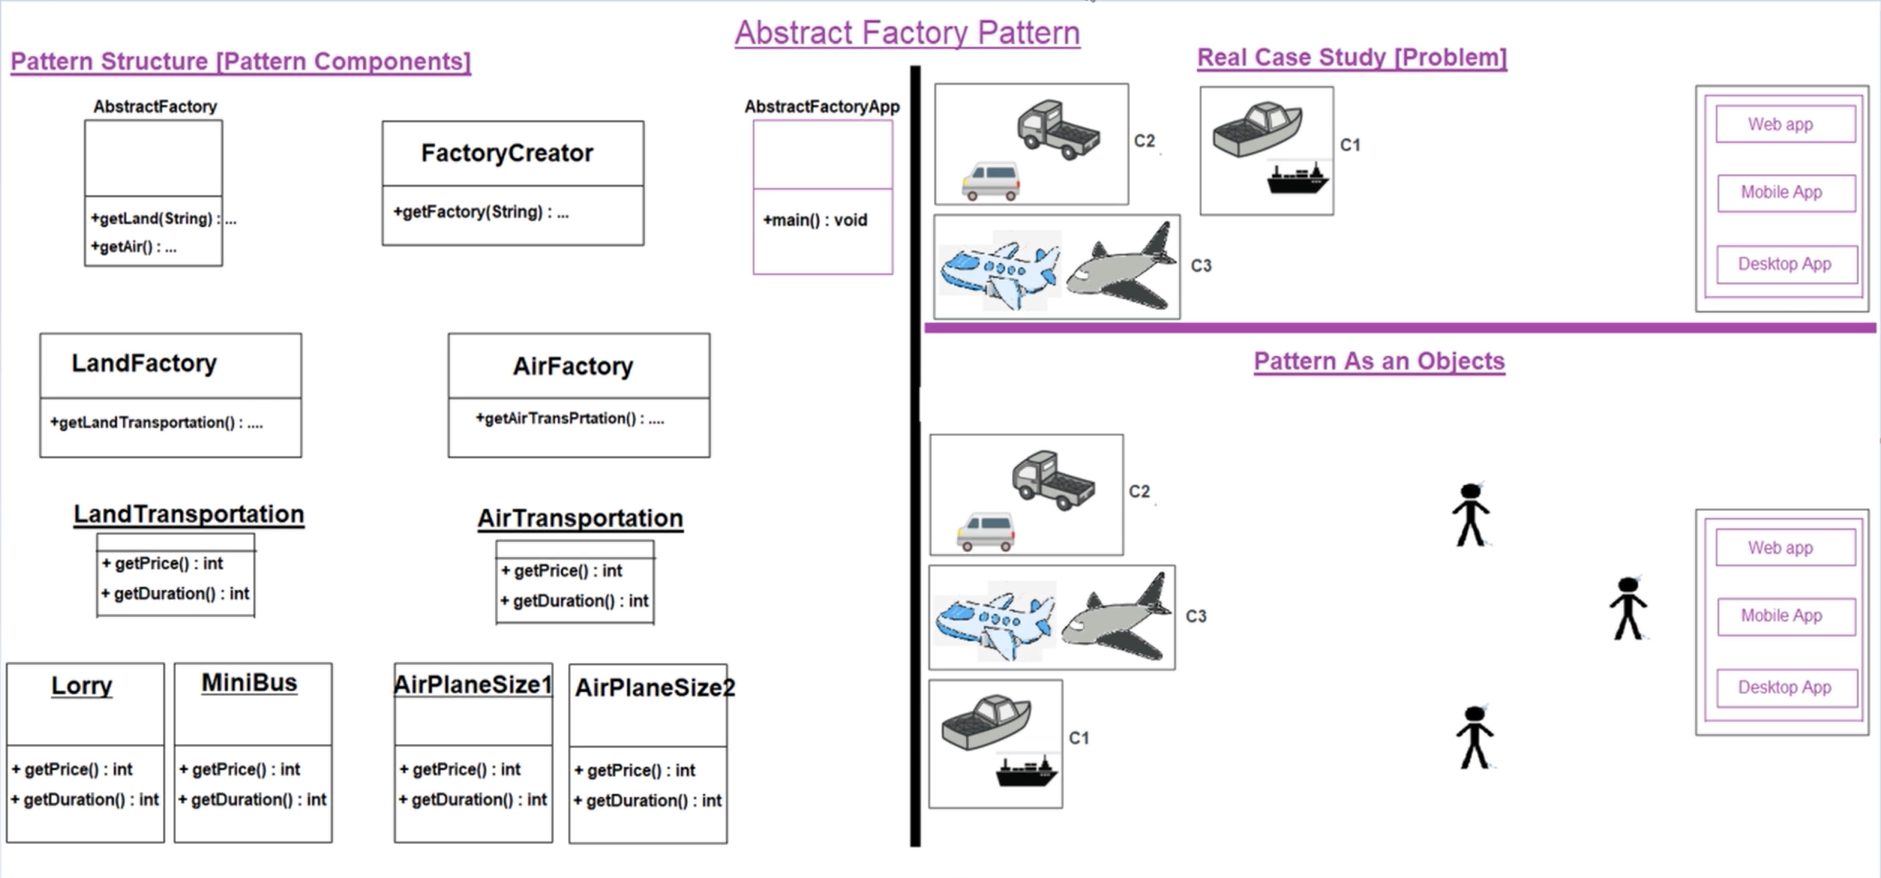 Abstract Factory Pattern
Pattern Structure [Pattern Components]
AbstractFactory
+getLand(String) : ...
+getAir() : ...
FactoryCreator
+getFactory(String) : ...
AbstractFactoryApp
+main() : void
LandFactory
+getLandTransportation() : ....
AirFactory
+getAirTransPrtation() : ....
LandTransportation
+ getPrice() : int
+ getDuration() : int
AirTransportation
+ getPrice() : int
+ getDuration() : int
Lorry
+ getPrice() : int
+ getDuration() : int
MiniBus
+ getPrice() : int
+ getDuration() : int
AirPlaneSize1
+ getPrice() : int
+ getDuration() : int
AirPlaneSize2
+ getPrice() : int
+ getDuration() : int
Real Case Study [Problem]
C2
C1
C3
Web app
Mobile App
Desktop App
Pattern As an Objects
C2
C3
C1
Web app
Mobile App
Desktop App